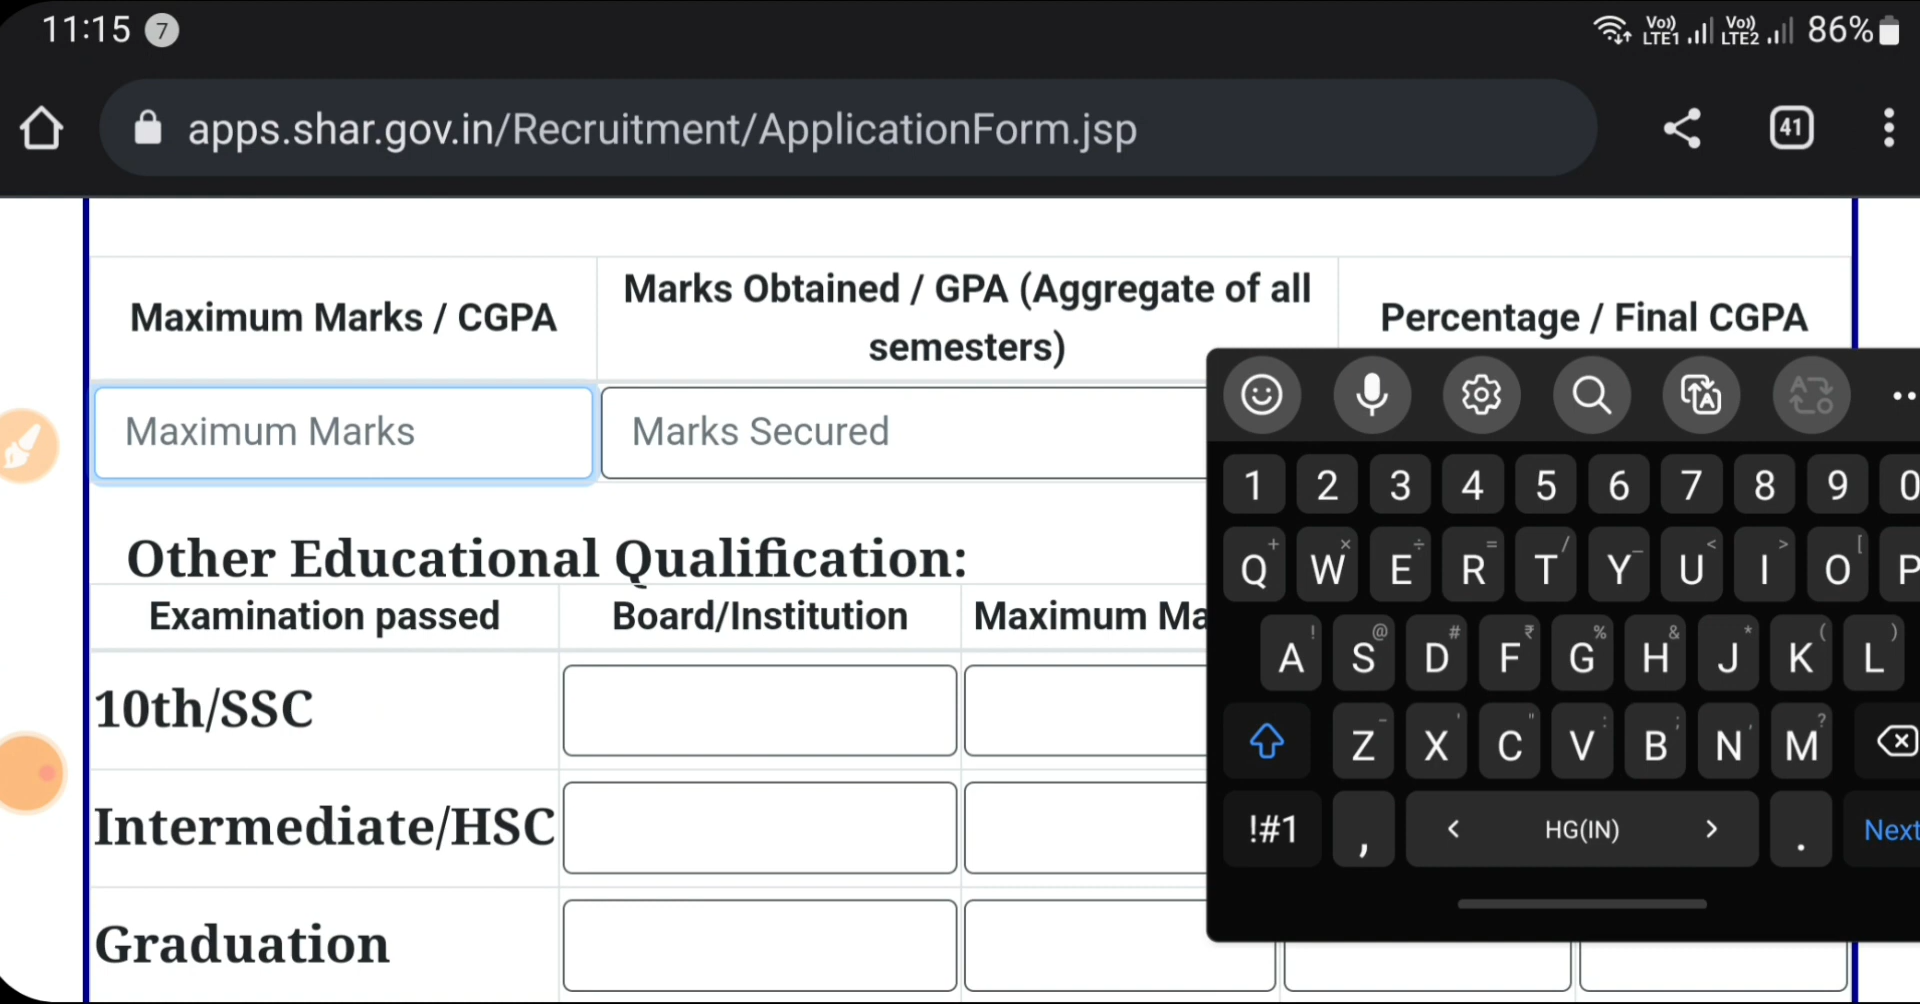 11:15 7 Vo)) LTE1 Vo)) LTE2 86%
apps.shar.gov.in/Recruitment/ApplicationForm.jsp 41
Maximum Marks / CGPA
Marks Obtained / GPA (Aggregate of all
semesters)
Percentage / Final CGPA
Maximum Marks
Marks Secured
Other Educational Qualification:
Examination passed
Board/Institution
Maximum Ma
10th/SSC
Intermediate/HSC
Graduation
1 2 3 4 5 6 7 8 9 0
Q + W × E ÷ R = T / Y _ U < I > O [ P
A ! S @ D # F ₹ G % H & J * K ( L )
Z - X ' C " V : B ; N , M ?
!#1 , < HG(IN) > . Next